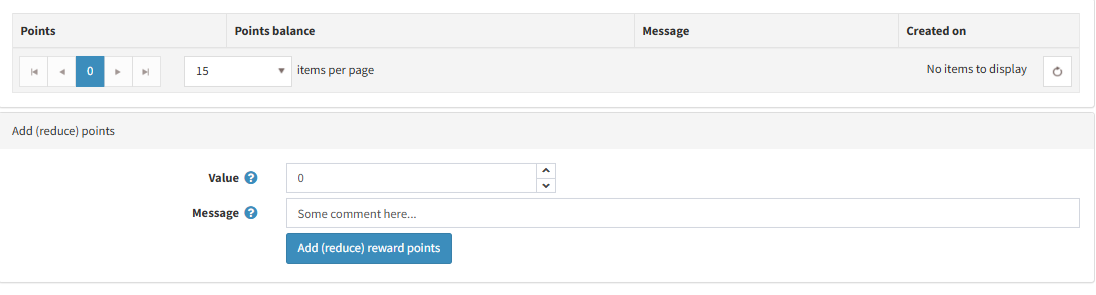 Points Points balance Message Created on
0 15 items per page No items to display
Add (reduce) points
Value ? 0
Message ? Some comment here...
Add (reduce) reward points